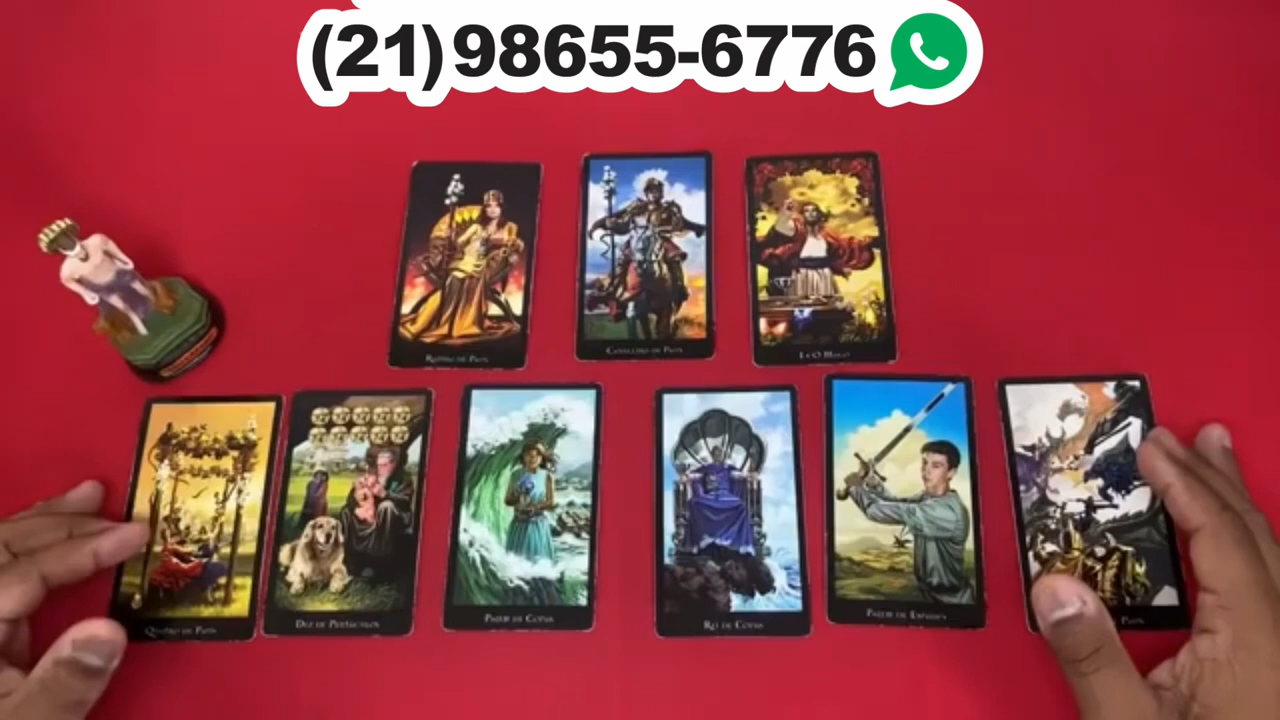 (21)98655-6776
Rainha de Paus
Cavaleiro de Paus
I • O Mago
Quatro de Paus
Dez de Pentáculos
Pajem de Copas
Rei de Copas
Pajem de Espadas
Paus